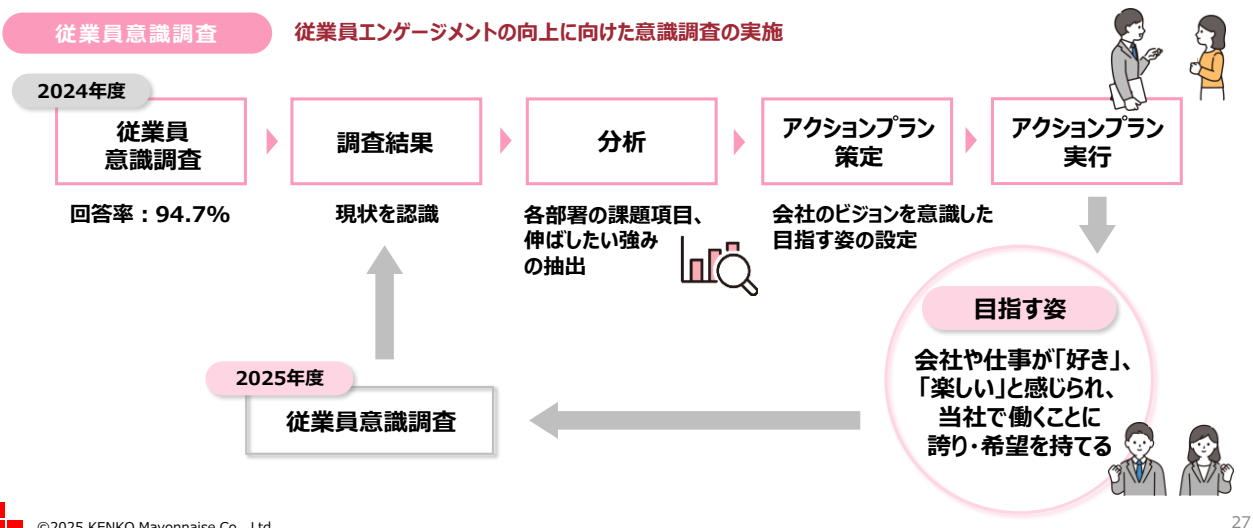 従業員意識調査
従業員エンゲージメントの向上に向けた意識調査の実施
2024年度
従業員
意識調査
調査結果
分析
アクションプラン
策定
アクションプラン
実行
回答率：94.7%
現状を認識
各部署の課題項目、
伸ばしたい強み
の抽出
会社のビジョンを意識した
目指す姿の設定
目指す姿
会社や仕事が「好き」、
「楽しい」と感じられ、
当社で働くことに
誇り・希望を持てる
2025年度
従業員意識調査
©2025 KENKO Mayonnaise Co., Ltd.
27